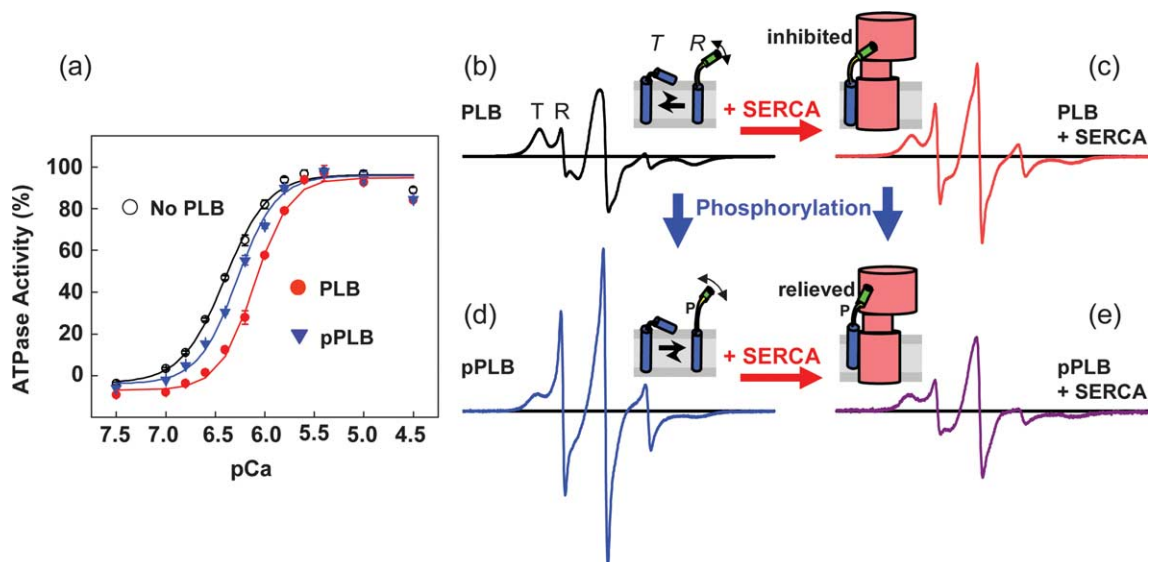 (a)
ATPase Activity (%)
100
80
60
40
20
0
No PLB
PLB
pPLB
7.5 7.0 6.5 6.0 5.5 5.0 4.5
pCa
(b)
PLB
T R
T R
+ SERCA
inhibited
(c)
PLB
+ SERCA
Phosphorylation
(d)
pPLB
P
+ SERCA
relieved
P
(e)
pPLB
+ SERCA